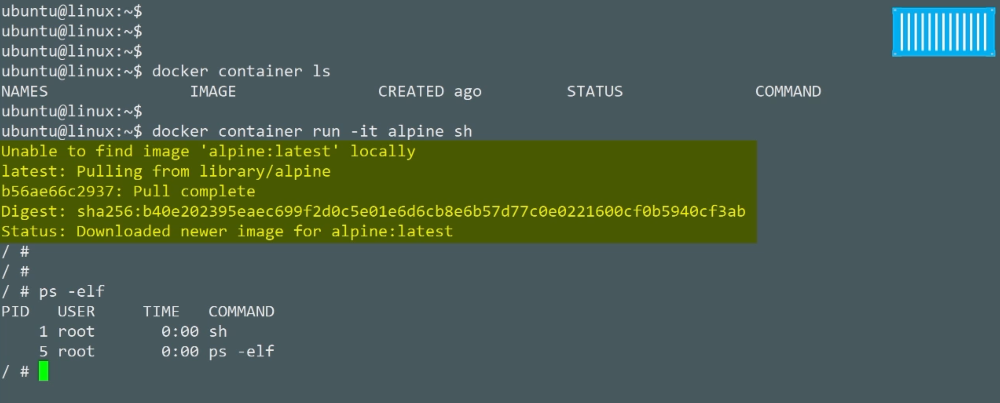 ubuntu@linux:~$
ubuntu@linux:~$
ubuntu@linux:~$
ubuntu@linux:~$ docker container ls
NAMES IMAGE CREATED ago STATUS COMMAND
ubuntu@linux:~$
ubuntu@linux:~$ docker container run -it alpine sh
Unable to find image 'alpine:latest' locally
latest: Pulling from library/alpine
b56ae66c2937: Pull complete
Digest: sha256:b40e202395eaec699f2d0c5e01e6d6cb8e6b57d77c0e0221600cf0b5940cf3ab
Status: Downloaded newer image for alpine:latest
/ #
/ #
/ # ps -elf
PID USER TIME COMMAND
1 root 0:00 sh
5 root 0:00 ps -elf
/ #